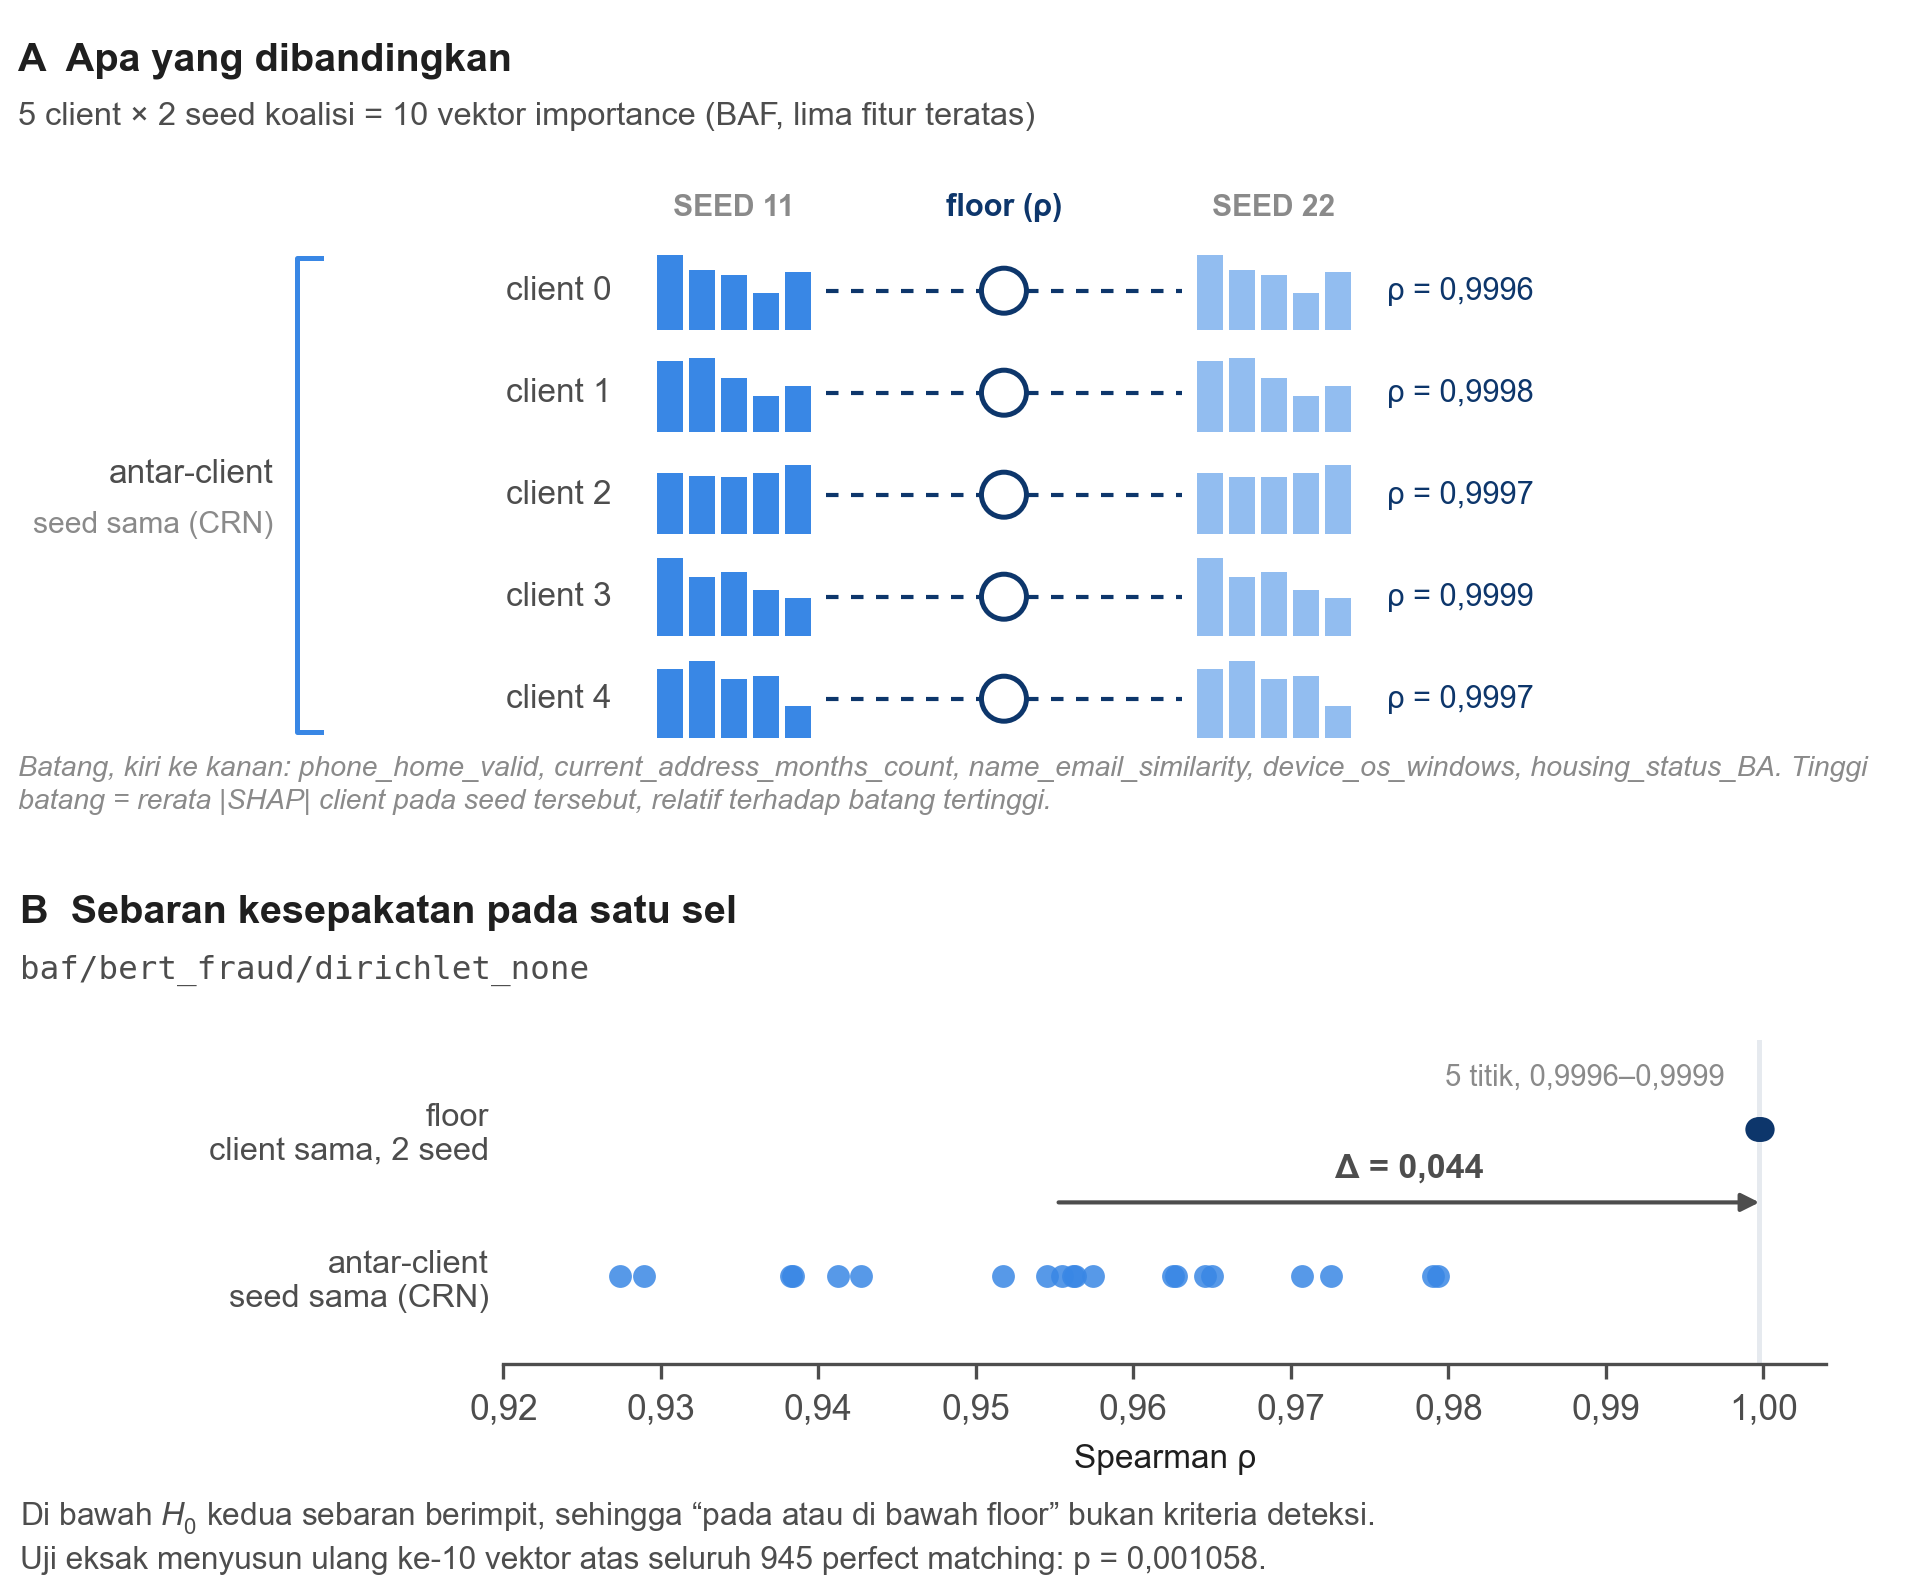 A Apa yang dibandingkan
5 client × 2 seed koalisi = 10 vektor importance (BAF, lima fitur teratas)
SEED 11
floor (ρ)
SEED 22
client 0
ρ = 0,9996
client 1
ρ = 0,9998
antar-client
seed sama (CRN)
client 2
ρ = 0,9997
client 3
ρ = 0,9999
client 4
ρ = 0,9997
Batang, kiri ke kanan: phone_home_valid, current_address_months_count, name_email_similarity, device_os_windows, housing_status_BA. Tinggi
batang = rerata |SHAP| client pada seed tersebut, relatif terhadap batang tertinggi.
B Sebaran kesepakatan pada satu sel
baf/bert_fraud/dirichlet_none
5 titik, 0,9996–0,9999
floor
client sama, 2 seed
Δ = 0,044
antar-client
seed sama (CRN)
0,92 0,93 0,94 0,95 0,96 0,97 0,98 0,99 1,00
Spearman ρ
Di bawah H₀ kedua sebaran berimpit, sehingga “pada atau di bawah floor” bukan kriteria deteksi.
Uji eksak menyusun ulang ke-10 vektor atas seluruh 945 perfect matching: p = 0,001058.